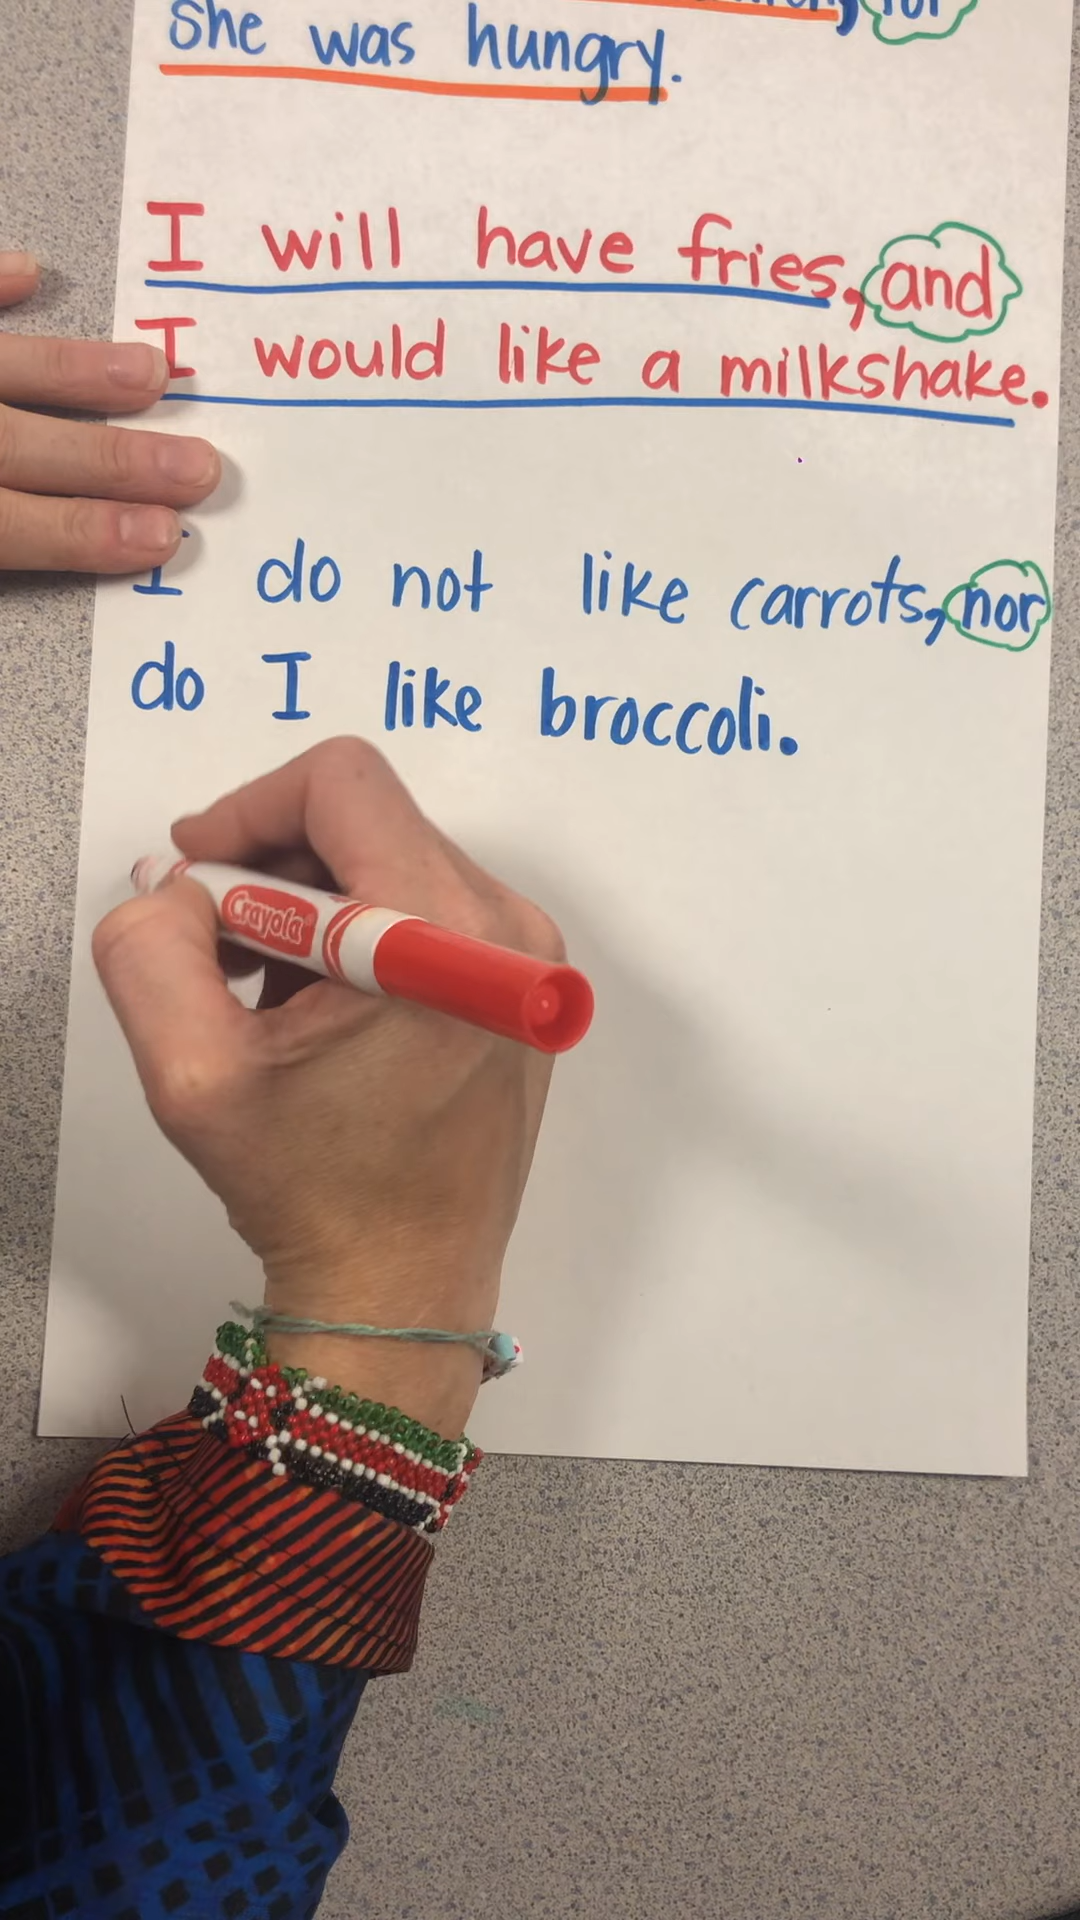 for
She was hungry.
I will have fries, and
I would like a milkshake.
I do not like carrots, nor
do I like broccoli.
Crayola